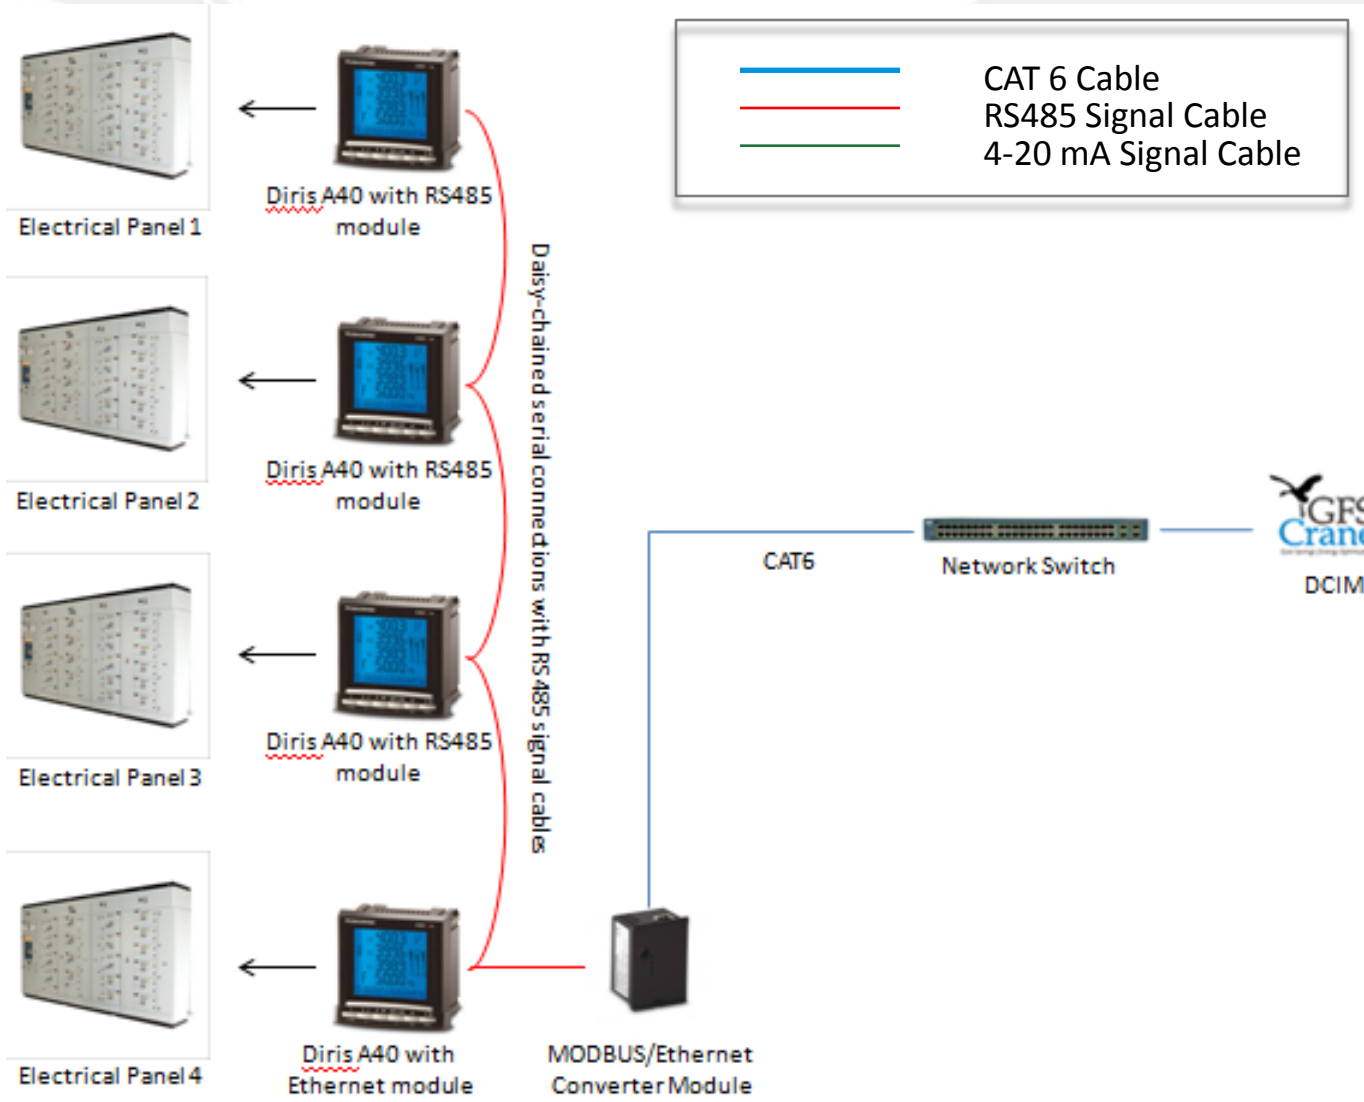 CAT 6 Cable
RS485 Signal Cable
4-20 mA Signal Cable
Electrical Panel 1
Diris A40 with RS485
module
Daisy-chained serial connections with RS485 signal cables
Electrical Panel 2
Diris A40 with RS485
module
CAT6
Network Switch
GFS
Crane
DCIM
Electrical Panel 3
Diris A40 with RS485
module
Electrical Panel 4
Diris A40 with
Ethernet module
MODBUS/Ethernet
Converter Module